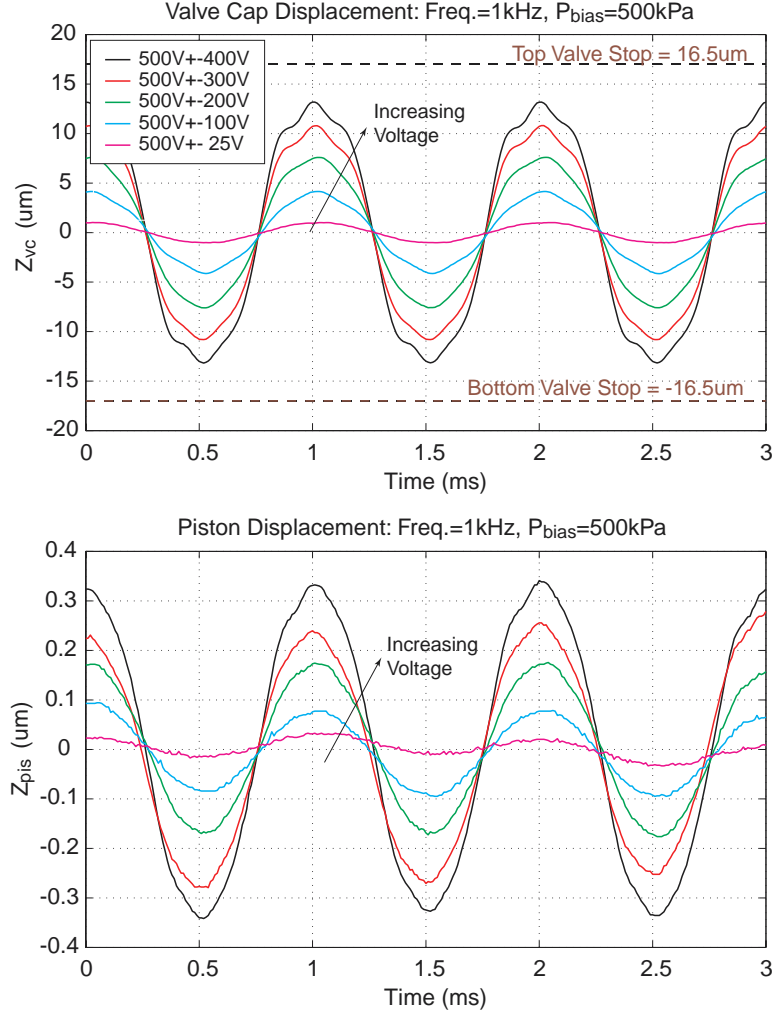 Valve Cap Displacement: Freq.=1kHz, P_bias=500kPa
20
15
10
5
0
-5
-10
-15
-20
Z_vc (um)
500V+-400V
500V+-300V
500V+-200V
500V+-100V
500V+- 25V
Top Valve Stop = 16.5um
Increasing
Voltage
Bottom Valve Stop = -16.5um
0 0.5 1 1.5 2 2.5 3
Time (ms)
Piston Displacement: Freq.=1kHz, P_bias=500kPa
0.4
0.3
0.2
0.1
0
-0.1
-0.2
-0.3
-0.4
Z_pis (um)
Increasing
Voltage
0 0.5 1 1.5 2 2.5 3
Time (ms)